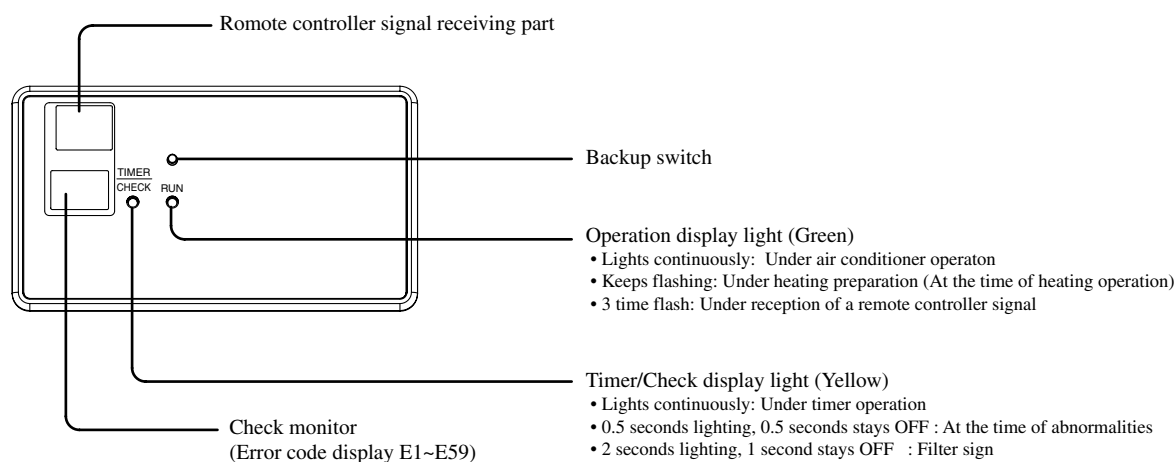 Romote controller signal receiving part
TIMER
CHECK RUN
Backup switch
Operation display light (Green)
• Lights continuously: Under air conditioner operaton
• Keeps flashing: Under heating preparation (At the time of heating operation)
• 3 time flash: Under reception of a remote controller signal
Timer/Check display light (Yellow)
• Lights continuously: Under timer operation
• 0.5 seconds lighting, 0.5 seconds stays OFF : At the time of abnormalities
• 2 seconds lighting, 1 second stays OFF : Filter sign
Check monitor
(Error code display E1~E59)